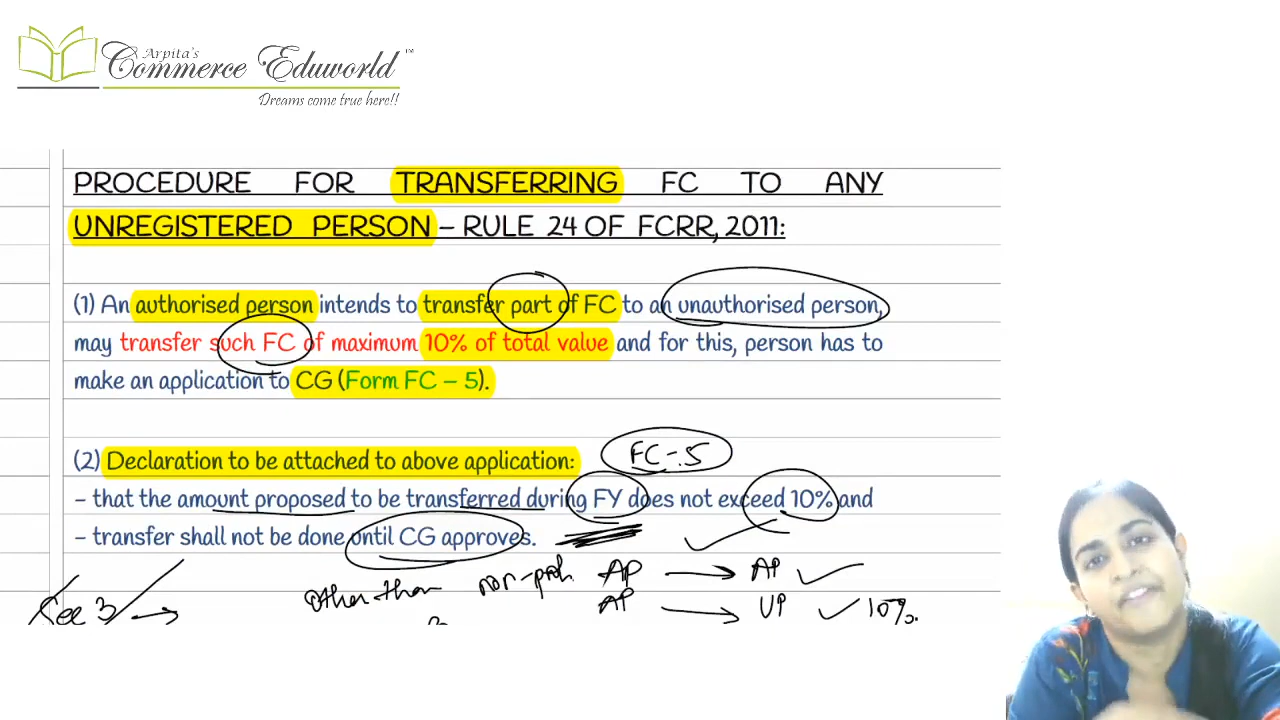 Arpita's
Commerce Eduworld™
Dreams come true here!!
PROCEDURE FOR TRANSFERRING FC TO ANY
UNREGISTERED PERSON – RULE 24 OF FCRR, 2011:
(1) An authorised person intends to transfer part of FC to an unauthorised person,
may transfer such FC of maximum 10% of total value and for this, person has to
make an application to CG (Form FC – 5).
(2) Declaration to be attached to above application: FC-5
- that the amount proposed to be transferred during FY does not exceed 10% and
- transfer shall not be done until CG approves.
other than non-proh. AP → AP ✓
Sec 3 → AP → UP ✓ 10%.